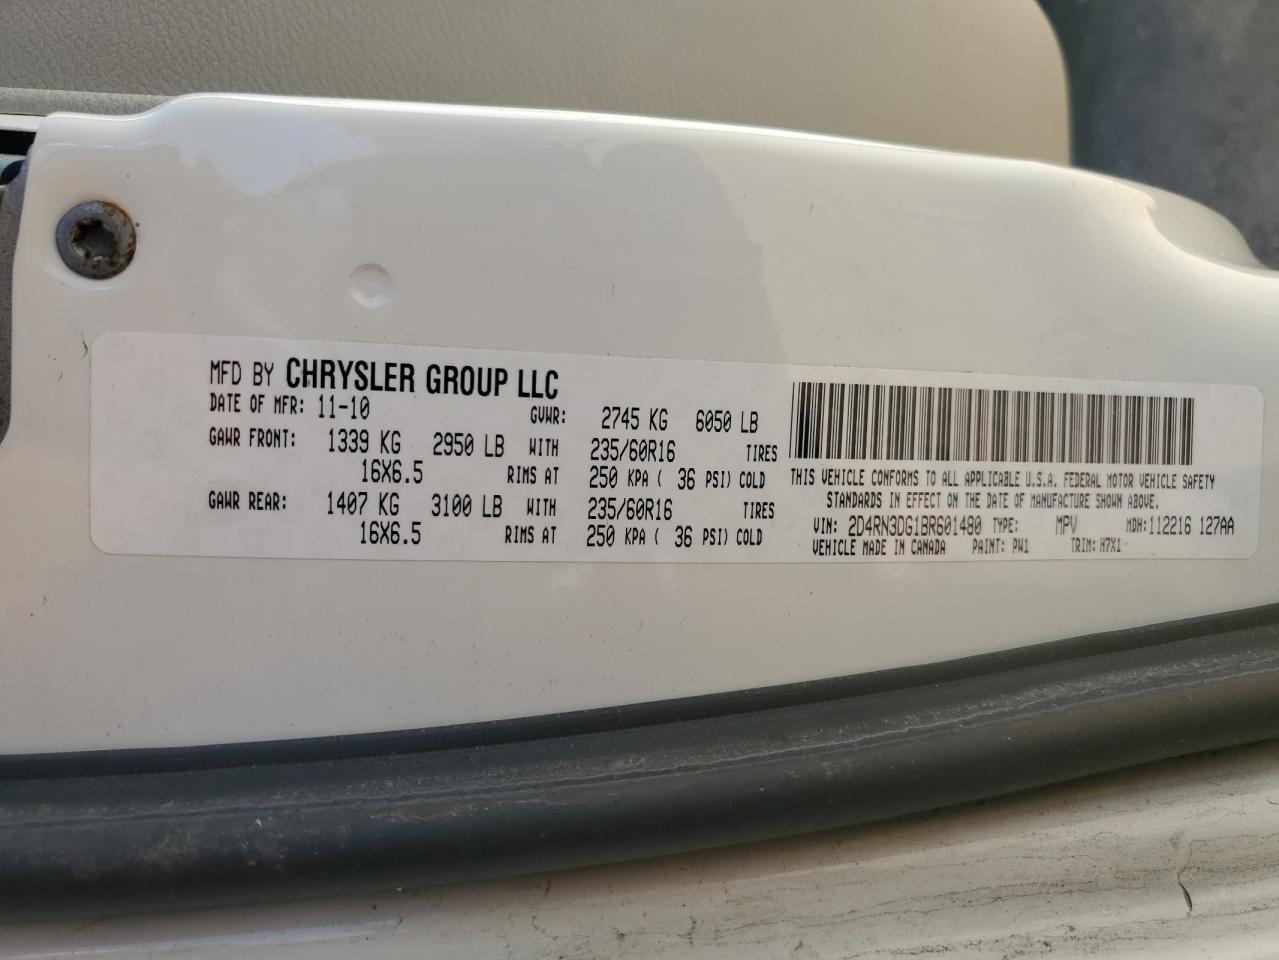 MFD BY CHRYSLER GROUP LLC
DATE OF MFR: 11-10 GVWR: 2745 KG 6050 LB
GAWR FRONT: 1339 KG 2950 LB WITH 235/60R16 TIRES
16X6.5 RIMS AT 250 KPA ( 36 PSI) COLD
GAWR REAR: 1407 KG 3100 LB WITH 235/60R16 TIRES
16X6.5 RIMS AT 250 KPA ( 36 PSI) COLD
THIS VEHICLE CONFORMS TO ALL APPLICABLE U.S.A. FEDERAL MOTOR VEHICLE SAFETY
STANDARDS IN EFFECT ON THE DATE OF MANUFACTURE SHOWN ABOVE.
VIN: 2D4RN3DG1BR601480 TYPE: MPV MDH: 112216 127AA
VEHICLE MADE IN CANADA PAINT: PW1 TRIM: H7X1